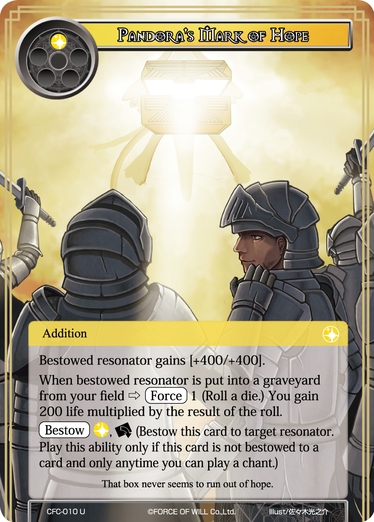 Pandora's Mark of Hope
Addition
Bestowed resonator gains [+400/+400].
When bestowed resonator is put into a graveyard
from your field ⇨ Force 1 (Roll a die.) You gain
200 life multiplied by the result of the roll.
Bestow , (Bestow this card to target resonator.
Play this ability only if this card is not bestowed to a
card and only anytime you can play a chant.)
That box never seems to run out of hope.
CFC-010 U ©FORCE OF WILL Co.,Ltd. Illust/佐々木光之介